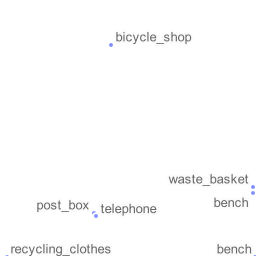 bicycle_shop
waste_basket
bench
post_box
telephone
recycling_clothes
bench